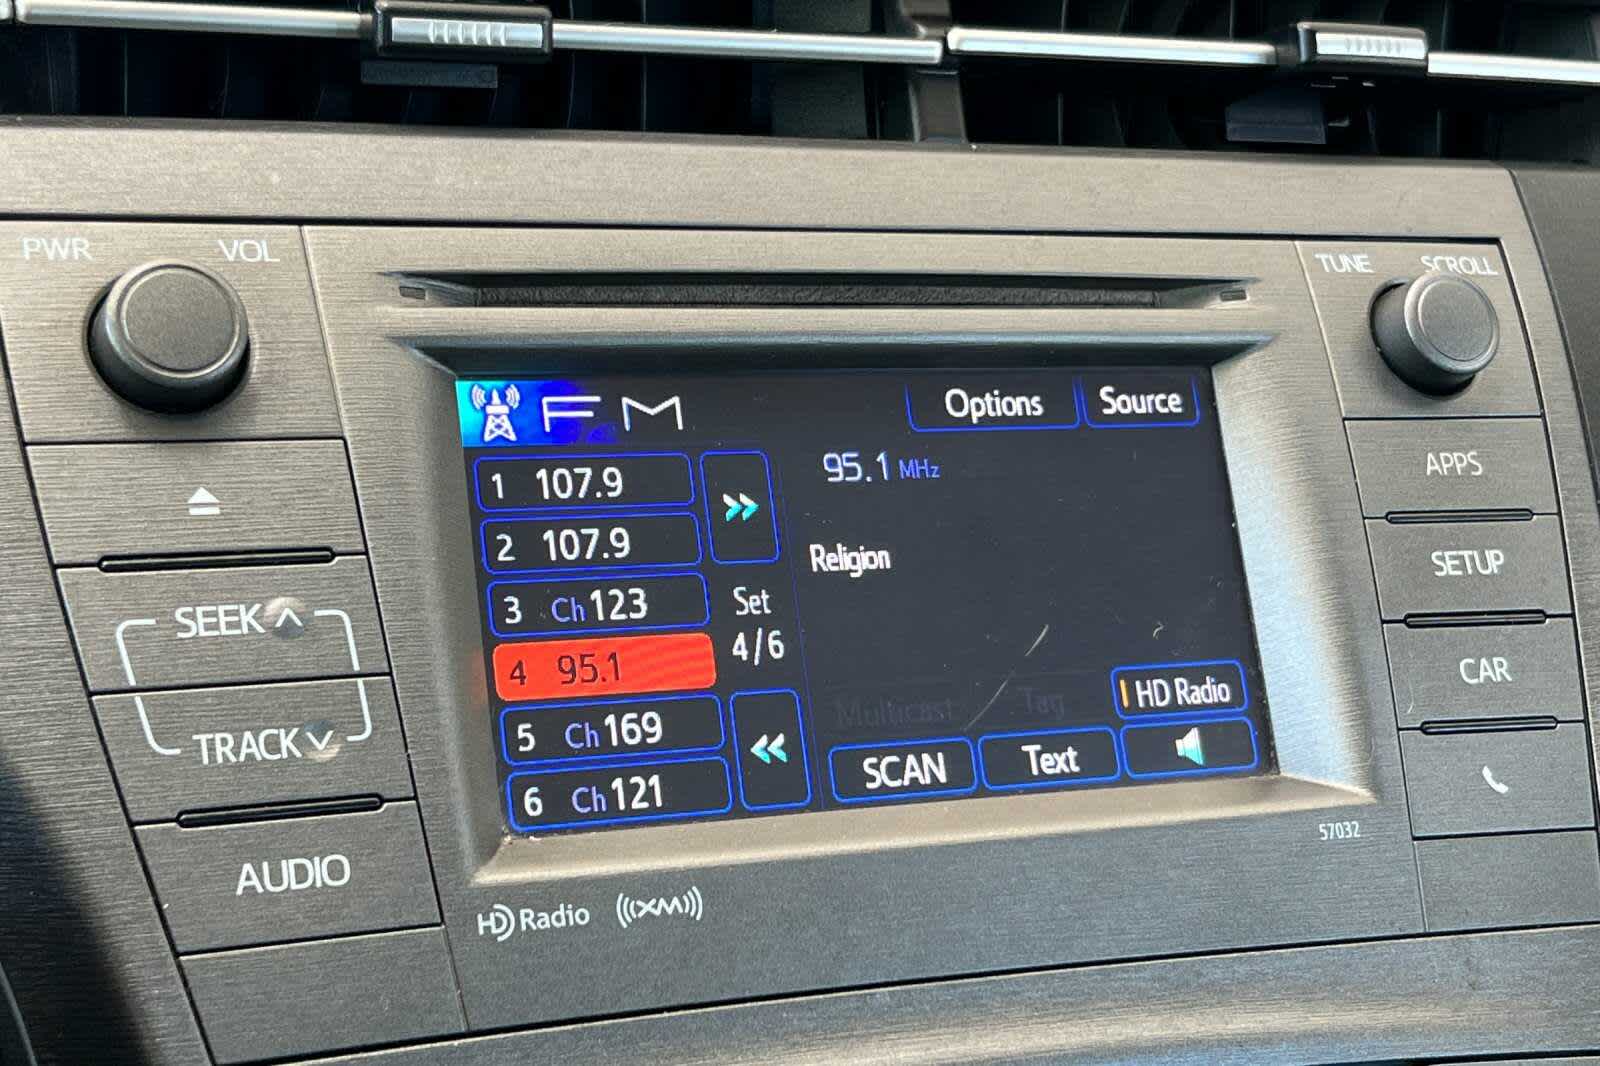 PWR VOL
TUNE SCROLL
FM
Options
Source
1 107.9
2 107.9
3 Ch 123
4 95.1
5 Ch 169
6 Ch 121
Set
4/6
95.1 MHz
Religion
Multicast
Tag
HD Radio
SCAN
Text
SEEK
TRACK
AUDIO
APPS
SETUP
CAR
57032
HD Radio
XM